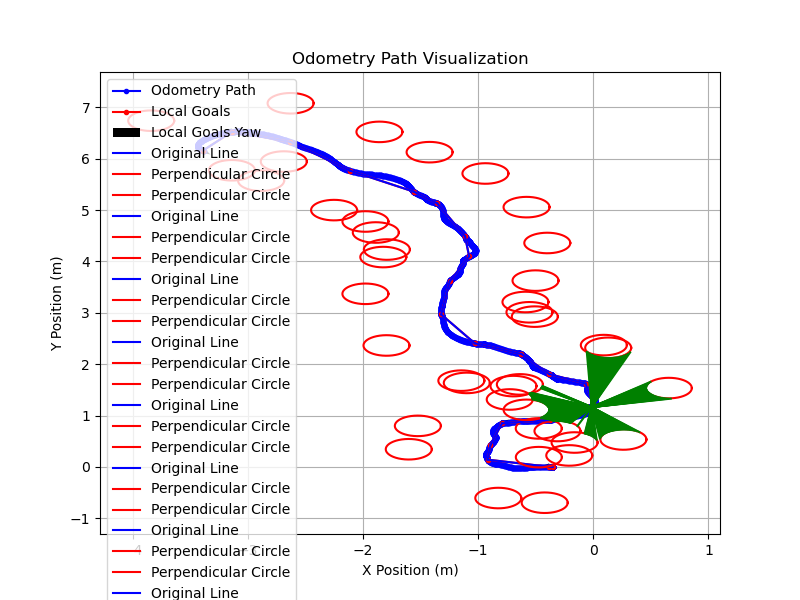 Odometry Path Visualization
Y Position (m)
7
6
5
4
3
2
1
0
−1
Odometry Path
Local Goals
Local Goals Yaw
Original Line
Perpendicular Circle
Perpendicular Circle
Original Line
Perpendicular Circle
Perpendicular Circle
Original Line
Perpendicular Circle
Perpendicular Circle
Original Line
Perpendicular Circle
Perpendicular Circle
Original Line
Perpendicular Circle
Perpendicular Circle
Original Line
Perpendicular Circle
Perpendicular Circle
Original Line
Perpendicular Circle
Perpendicular Circle
Original Line
−2 −1 0 1
X Position (m)